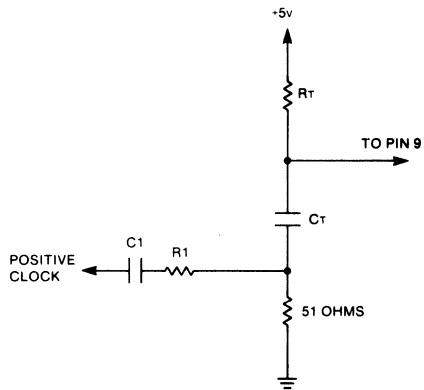 +5V
RT
TO PIN 9
CT
C1
R1
POSITIVE
CLOCK
51 OHMS